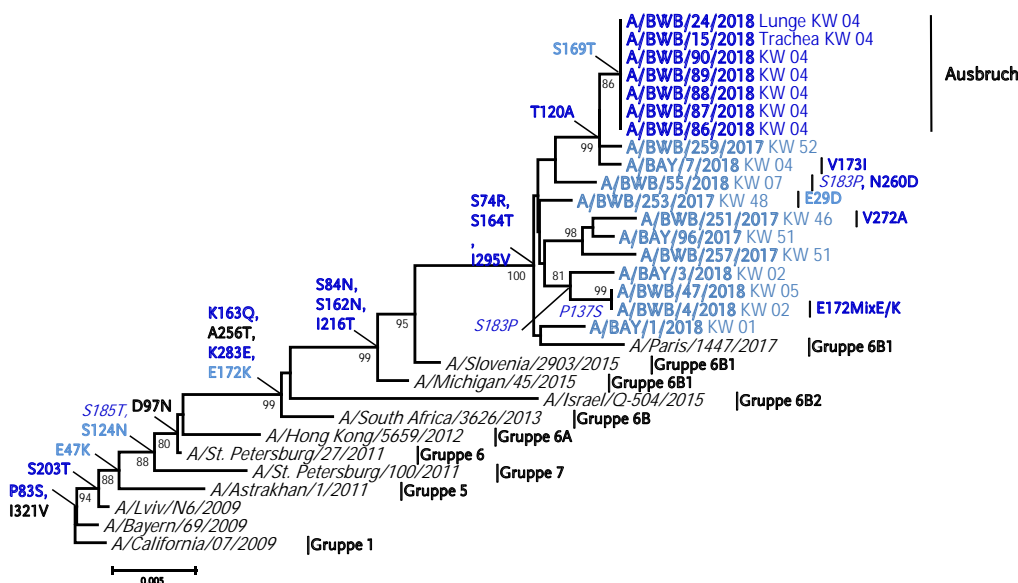 A/BWB/24/2018 Lunge KW 04
A/BWB/15/2018 Trachea KW 04
S169T
A/BWB/90/2018 KW 04
86
A/BWB/89/2018 KW 04
Ausbruch
A/BWB/88/2018 KW 04
T120A
A/BWB/87/2018 KW 04
A/BWB/86/2018 KW 04
99
A/BWB/259/2017 KW 52
A/BAY/7/2018 KW 04 V173I
A/BWB/55/2018 KW 07 S183P, N260D
S74R,
S164T
,
I295V
A/BWB/253/2017 KW 48 E29D
A/BWB/251/2017 KW 46 V272A
98
A/BAY/96/2017 KW 51
A/BWB/257/2017 KW 51
100
81
A/BAY/3/2018 KW 02
99
A/BWB/47/2018 KW 05
P137S
A/BWB/4/2018 KW 02 E172MixE/K
S183P
A/BAY/1/2018 KW 01
A/Paris/1447/2017 Gruppe 6B1
S84N,
S162N,
I216T
95
99
A/Slovenia/2903/2015 Gruppe 6B1
A/Michigan/45/2015 Gruppe 6B1
K163Q,
A256T,
K283E,
E172K
99
A/Israel/Q-504/2015 Gruppe 6B2
A/South Africa/3626/2013 Gruppe 6B
S185T, D97N
S124N
80
A/Hong Kong/5659/2012 Gruppe 6A
A/St. Petersburg/27/2011 Gruppe 6
E47K
88
A/St. Petersburg/100/2011 Gruppe 7
S203T
88
A/Astrakhan/1/2011 Gruppe 5
P83S,
I321V
94
A/Lviv/N6/2009
A/Bayern/69/2009
A/California/07/2009 Gruppe 1
0.005